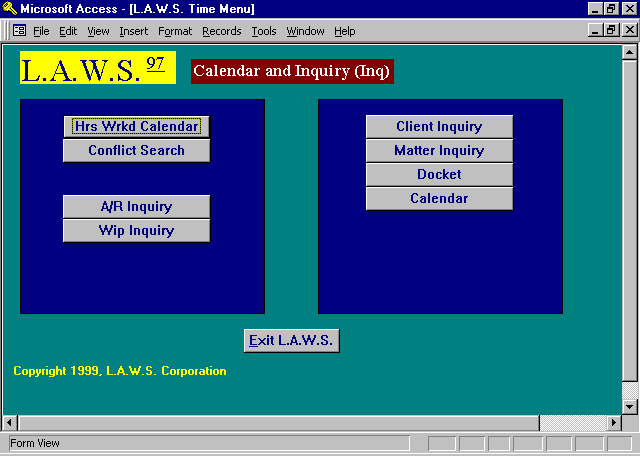 Microsoft Access - [L.A.W.S. Time Menu]
File Edit View Insert Format Records Tools Window Help
L.A.W.S. 97
Calendar and Inquiry (Inq)
Hrs Wrkd Calendar
Conflict Search
A/R Inquiry
Wip Inquiry
Client Inquiry
Matter Inquiry
Docket
Calendar
Exit L.A.W.S.
Copyright 1999, L.A.W.S. Corporation
Form View